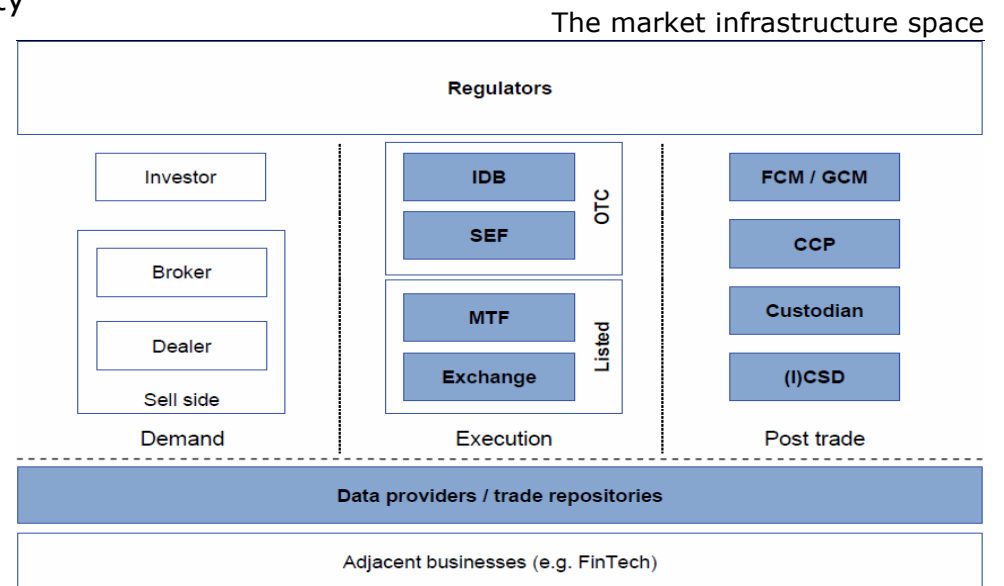 The market infrastructure space
Regulators
Investor
Broker
Dealer
Sell side
Demand
IDB
SEF
OTC
MTF
Exchange
Listed
Execution
FCM / GCM
CCP
Custodian
(I)CSD
Post trade
Data providers / trade repositories
Adjacent businesses (e.g. FinTech)